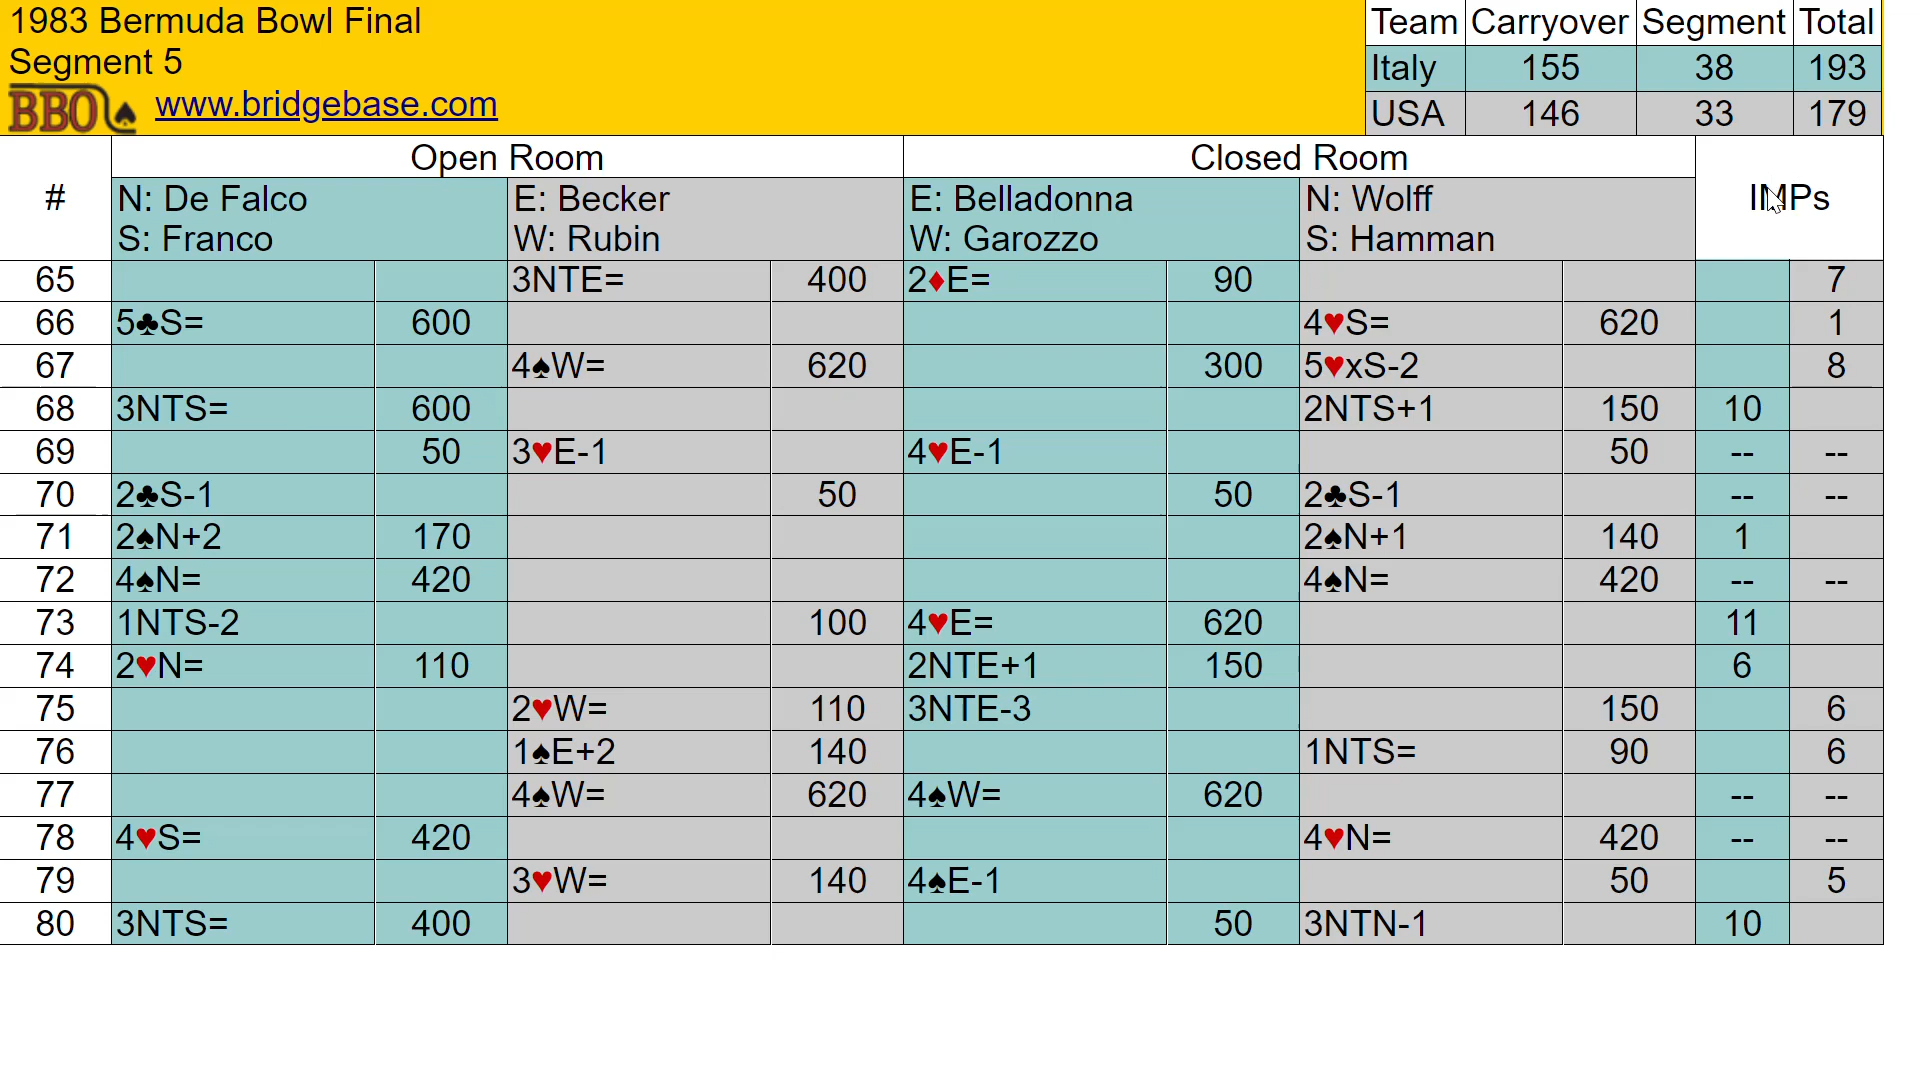 1983 Bermuda Bowl Final
Segment 5
BBO♠ www.bridgebase.com
Team Carryover Segment Total
Italy 155 38 193
USA 146 33 179
# Open Room Closed Room IMPs
N: De Falco E: Becker E: Belladonna N: Wolff
S: Franco W: Rubin W: Garozzo S: Hamman
65 3NTE= 400 2♦E= 90 7
66 5♣S= 600 4♥S= 620 1
67 4♠W= 620 300 5♥xS-2 8
68 3NTS= 600 2NTS+1 150 10
69 50 3♥E-1 4♥E-1 50 -- --
70 2♣S-1 50 50 2♣S-1 -- --
71 2♠N+2 170 2♠N+1 140 1
72 4♠N= 420 4♠N= 420 -- --
73 1NTS-2 100 4♥E= 620 11
74 2♥N= 110 2NTE+1 150 6
75 2♥W= 110 3NTE-3 150 6
76 1♠E+2 140 1NTS= 90 6
77 4♠W= 620 4♠W= 620 -- --
78 4♥S= 420 4♥N= 420 -- --
79 3♥W= 140 4♠E-1 50 5
80 3NTS= 400 50 3NTN-1 10